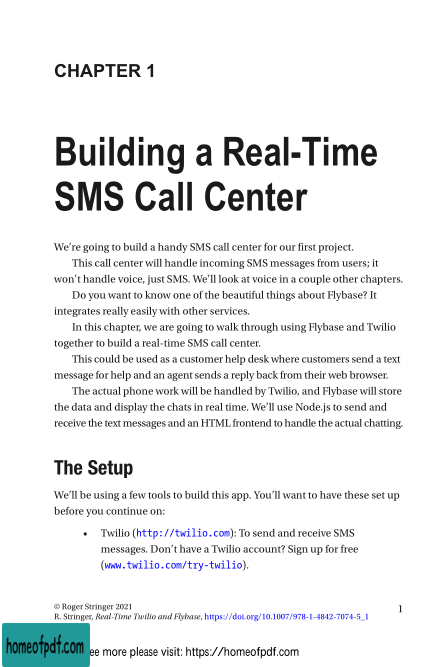 CHAPTER 1
Building a Real-Time
SMS Call Center
We’re going to build a handy SMS call center for our first project.
This call center will handle incoming SMS messages from users; it
won’t handle voice, just SMS. We’ll look at voice in a couple other chapters.
Do you want to know one of the beautiful things about Flybase? It
integrates really easily with other services.
In this chapter, we are going to walk through using Flybase and Twilio
together to build a real-time SMS call center.
This could be used as a customer help desk where customers send a text
message for help and an agent sends a reply back from their web browser.
The actual phone work will be handled by Twilio, and Flybase will store
the data and display the chats in real time. We’ll use Node.js to send and
receive the text messages and an HTML frontend to handle the actual chatting.
The Setup
We’ll be using a few tools to build this app. You’ll want to have these set up
before you continue on:
• Twilio (http://twilio.com): To send and receive SMS
messages. Don’t have a Twilio account? Sign up for free
(www.twilio.com/try-twilio).
© Roger Stringer 2021
R. Stringer, Real-Time Twilio and Flybase, https://doi.org/10.1007/978-1-4842-7074-5_1
1
homeofpdf.com
ee more please visit: https://homeofpdf.com